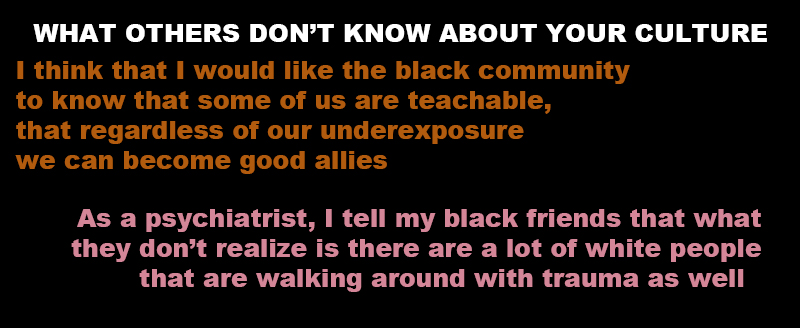 WHAT OTHERS DON’T KNOW ABOUT YOUR CULTURE
I think that I would like the black community
to know that some of us are teachable,
that regardless of our underexposure
we can become good allies
As a psychiatrist, I tell my black friends that what
they don’t realize is there are a lot of white people
that are walking around with trauma as well